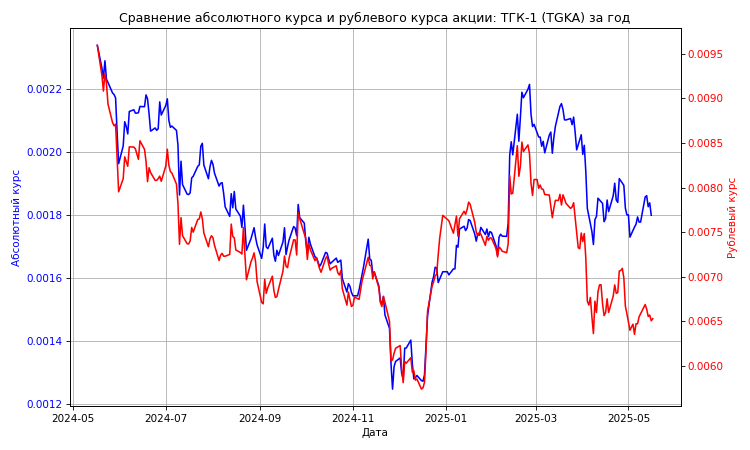 Сравнение абсолютного курса и рублевого курса акции: ТГК-1 (TGKA) за год
0.0022
0.0020
0.0018
0.0016
0.0014
0.0012
Абсолютный курс
0.0095
0.0090
0.0085
0.0080
0.0075
0.0070
0.0065
0.0060
Рублевый курс
2024-05 2024-07 2024-09 2024-11 2025-01 2025-03 2025-05
Дата